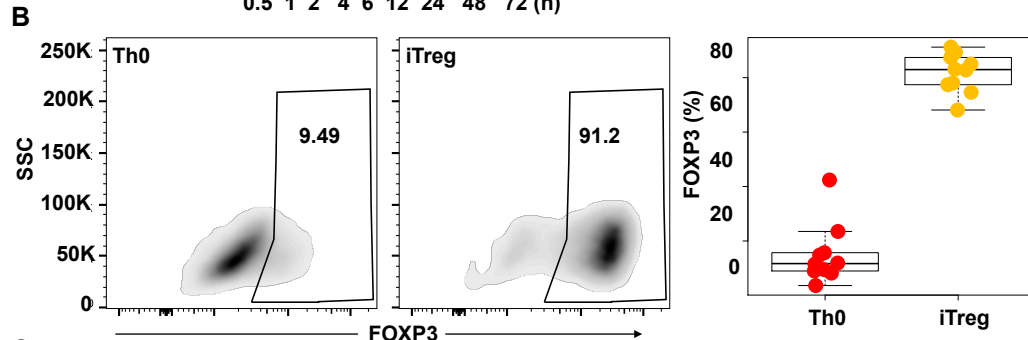 0.5 1 2 4 6 12 24 48 72 (h)
B
Th0
iTreg
250K
200K
150K
100K
50K
0
SSC
9.49
91.2
FOXP3
FOXP3 (%)
80
60
40
20
0
Th0
iTreg